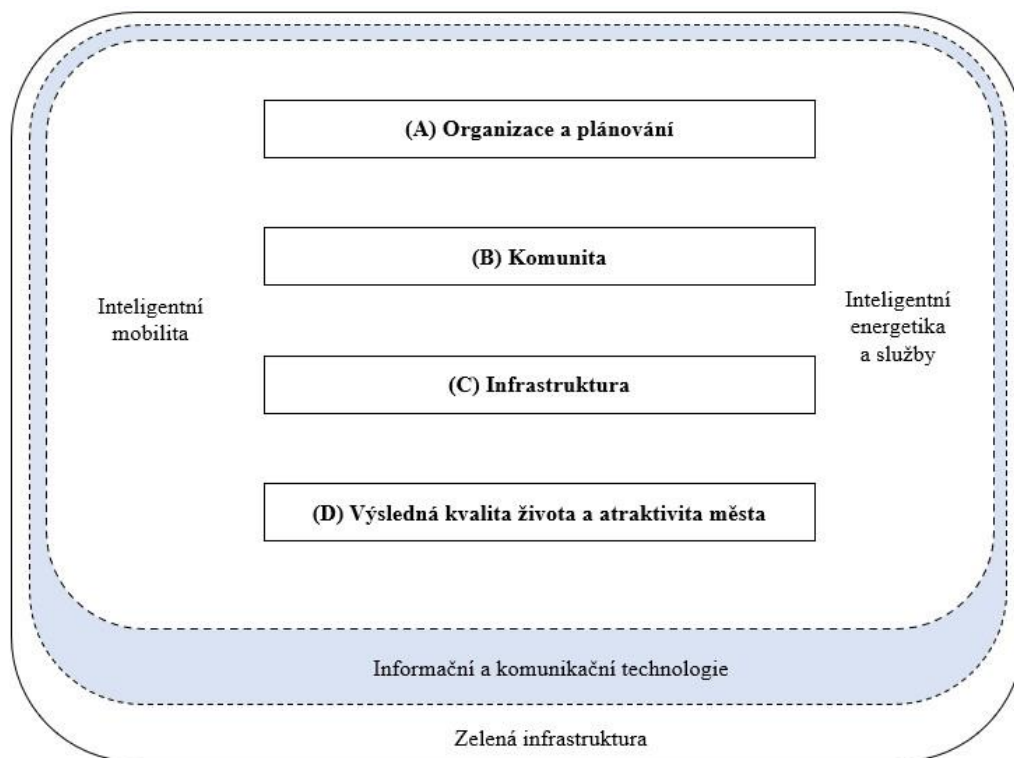 (A) Organizace a plánování
(B) Komunita
Inteligentní
mobilita
Inteligentní
energetika
a služby
(C) Infrastruktura
(D) Výsledná kvalita života a atraktivita města
Informační a komunikační technologie
Zelená infrastruktura